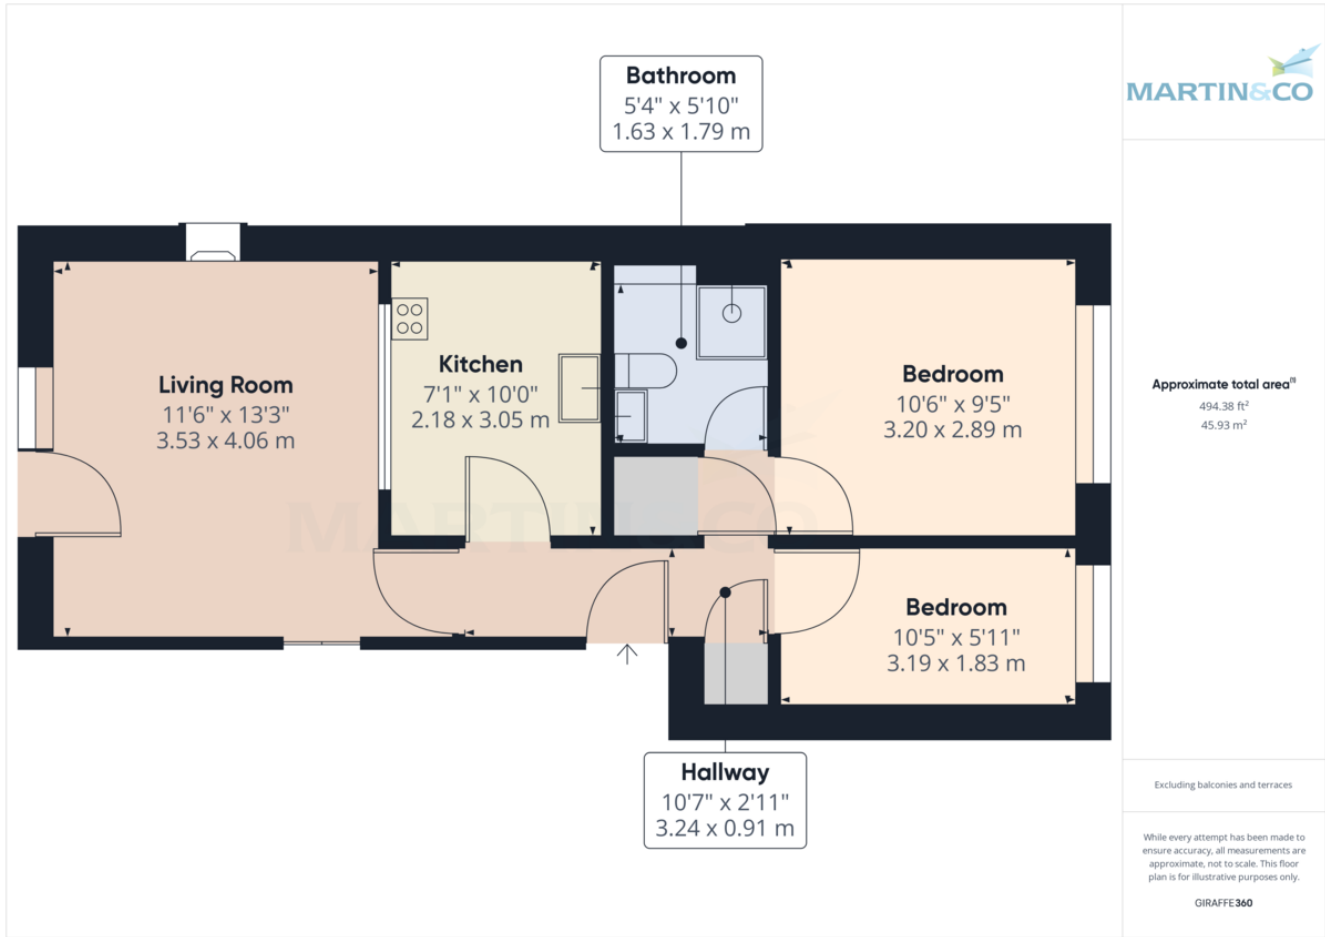 Bathroom
5'4" x 5'10"
1.63 x 1.79 m
MARTIN&CO
Living Room
11'6" x 13'3"
3.53 x 4.06 m
Kitchen
7'1" x 10'0"
2.18 x 3.05 m
Bedroom
10'6" x 9'5"
3.20 x 2.89 m
MARTIN&CO
Bedroom
10'5" x 5'11"
3.19 x 1.83 m
Hallway
10'7" x 2'11"
3.24 x 0.91 m
Approximate total area⁽¹⁾
494.38 ft²
45.93 m²
Excluding balconies and terraces
While every attempt has been made to
ensure accuracy, all measurements are
approximate, not to scale. This floor
plan is for illustrative purposes only.
GIRAFFE360